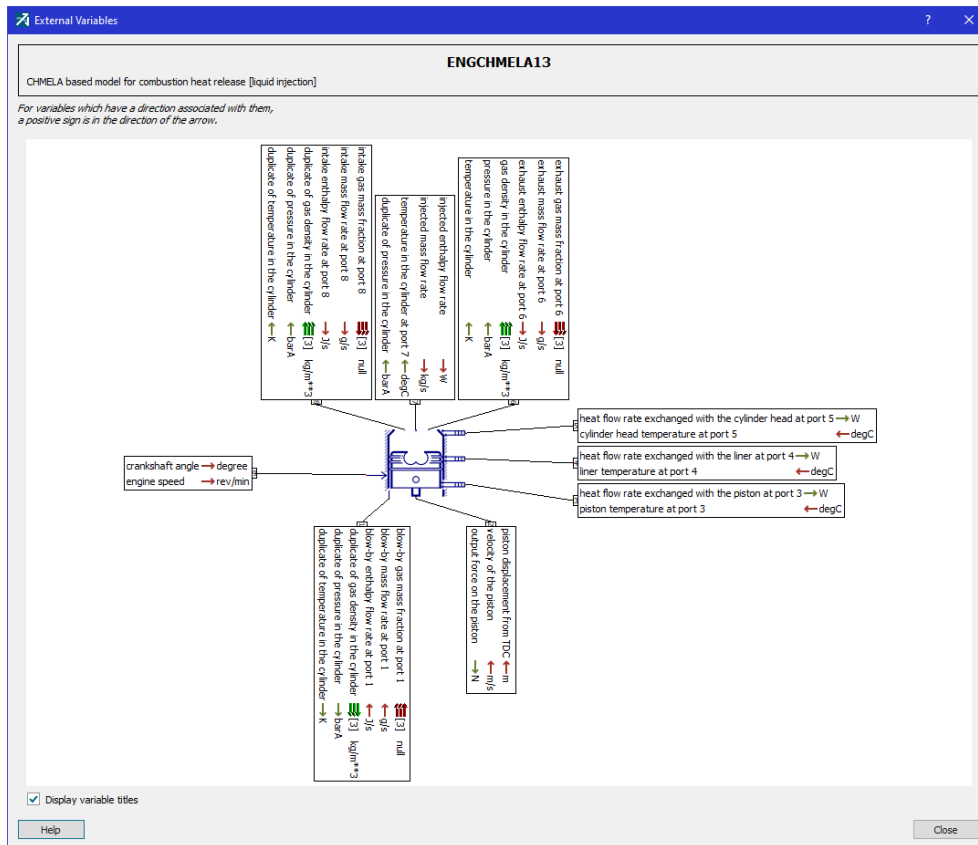 External Variables
ENGCHMELA13
CHMELA based model for combustion heat release [liquid injection]
For variables which have a direction associated with them,
a positive sign is in the direction of the arrow.
intake gas mass fraction at port 8 [3] null
intake mass flow rate at port 8 g/s
intake enthalpy flow rate at port 8 J/s
duplicate of gas density in the cylinder [3] kg/m**3
duplicate of pressure in the cylinder barA
duplicate of temperature in the cylinder K
injected enthalpy flow rate W
injected mass flow rate kg/s
temperature in the cylinder at port 7 degC
duplicate of pressure in the cylinder barA
exhaust gas mass fraction at port 6 [3] null
exhaust mass flow rate at port 6 g/s
exhaust enthalpy flow rate at port 6 J/s
gas density in the cylinder [3] kg/m**3
pressure in the cylinder barA
temperature in the cylinder K
heat flow rate exchanged with the cylinder head at port 5 W
cylinder head temperature at port 5 degC
heat flow rate exchanged with the liner at port 4 W
liner temperature at port 4 degC
heat flow rate exchanged with the piston at port 3 W
piston temperature at port 3 degC
crankshaft angle degree
engine speed rev/min
blow-by gas mass fraction at port 1 [3] null
blow-by mass flow rate at port 1 g/s
blow-by enthalpy flow rate at port 1 J/s
duplicate of gas density in the cylinder [3] kg/m**3
duplicate of pressure in the cylinder barA
duplicate of temperature in the cylinder K
piston displacement from TDC m
velocity of the piston m/s
output force on the piston N
Display variable titles
Help
Close